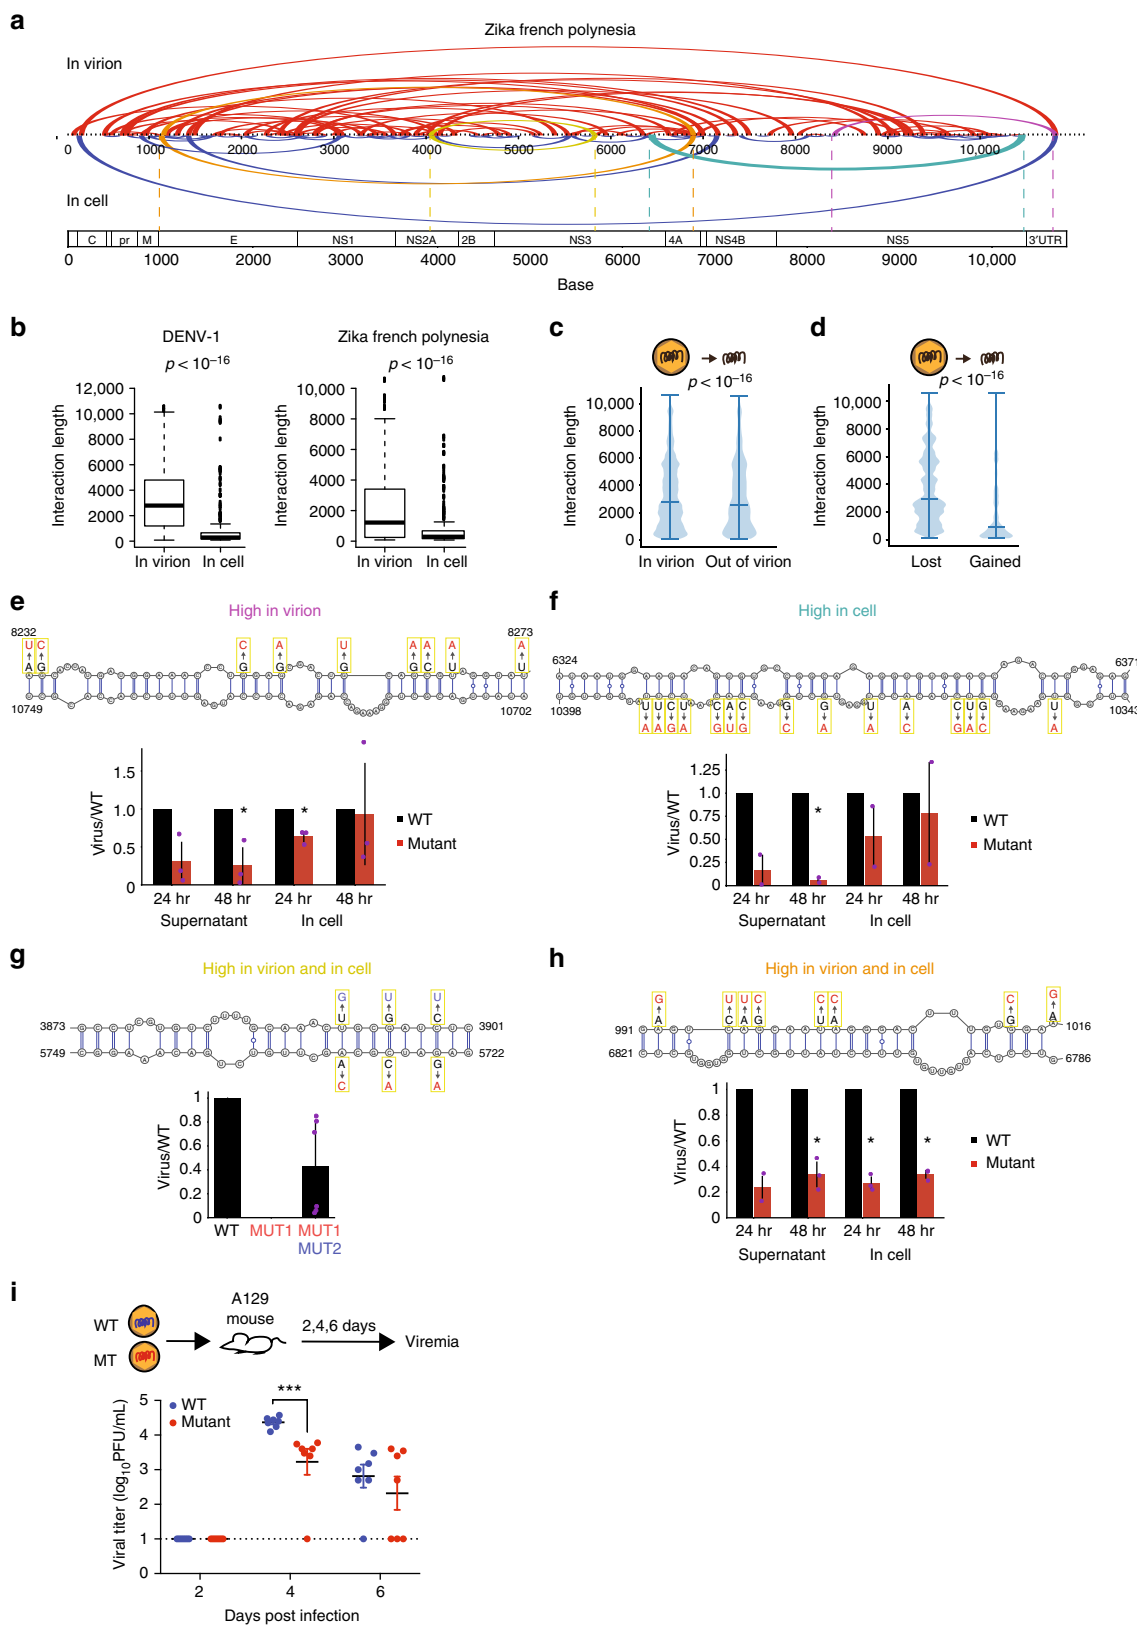 a
Zika french polynesia
In virion
0 1000 2000 3000 4000 5000 6000 7000 8000 9000 10,000
In cell
C pr M E NS1 NS2A 2B NS3 4A NS4B NS5 3′UTR
0 1000 2000 3000 4000 5000 6000 7000 8000 9000 10,000
Base
b
DENV-1
p < 10−16
Interaction length
12,000
10,000
8000
6000
4000
2000
0
In virion In cell
Zika french polynesia
p < 10−16
Interaction length
10,000
8000
6000
4000
2000
0
In virion In cell
c
p < 10−16
Interaction length
10,000
8000
6000
4000
2000
0
In virion Out of virion
d
p < 10−16
Interaction length
10,000
8000
6000
4000
2000
0
Lost Gained
e
High in virion
8232 8273
U C C A U A A A A
A G G G G G C U U
10749 10702
Virus/WT
1.5
1.0
0.5
0
* *
WT
Mutant
24 hr 48 hr 24 hr 48 hr
Supernatant In cell
f
High in cell
6324 6371
10398 10343
U U C U C A C G G U A C U G U
A A G A G U G C A A C G A C A
Virus/WT
1.25
1.0
0.75
0.50
0.25
0
*
WT
Mutant
24 hr 48 hr 24 hr 48 hr
Supernatant In cell
g
High in virion and in cell
G U U
U G C
3873 3901
5749 5722
A C G
C A A
Virus/WT
1
0.8
0.6
0.4
0.2
0
WT MUT1 MUT1
MUT2
h
High in virion and in cell
G U U C C A C G
A C A G U C G A
991 1016
6821 6786
Virus/WT
1
0.8
0.6
0.4
0.2
0
* * *
WT
Mutant
24 hr 48 hr 24 hr 48 hr
Supernatant In cell
i
WT
MT
A129
mouse
2,4,6 days
Viremia
Viral titer (log10PFU/mL)
WT
Mutant
***
5
4
3
2
1
0
2 4 6
Days post infection